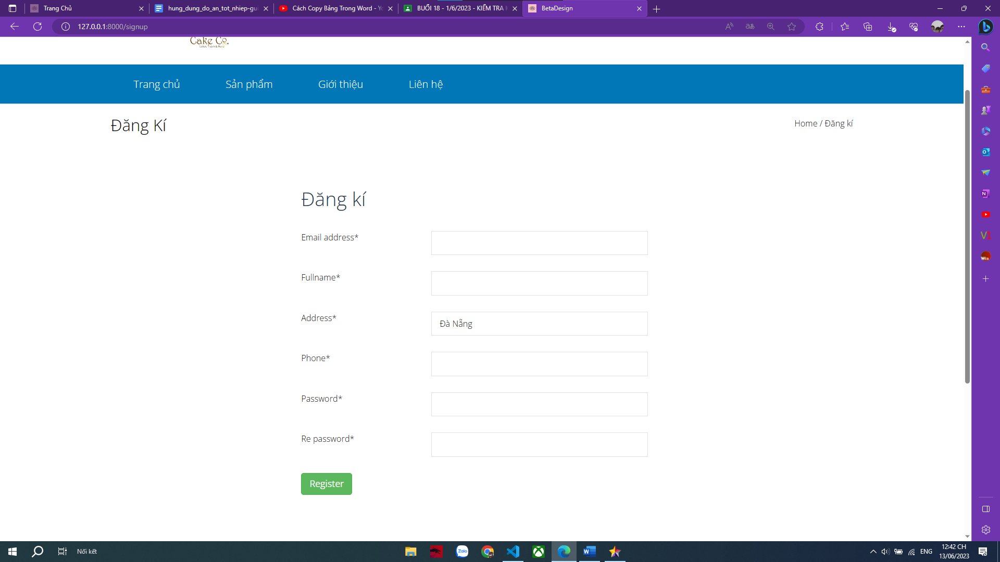 Trang Chủ
hung_dung_do_an_tot_nhiep-gui
Cách Copy Bảng Trong Word - Yo
BUỔI 18 - 1/6/2023 - KIỂM TRA K
BetaDesign
127.0.0.1:8000/signup
Cake Co.
Trang chủ
Sản phẩm
Giới thiệu
Liên hệ
Đăng Kí
Home / Đăng kí
Đăng kí
Email address*
Fullname*
Address*
Đà Nẵng
Phone*
Password*
Re password*
Register
Nối kết
Zalo
ENG
12:42 CH
13/06/2023